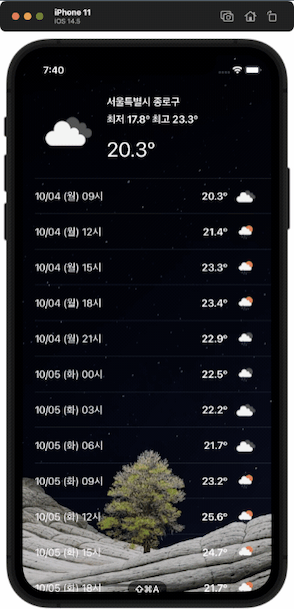 iPhone 11
iOS 14.5
7:40
서울특별시 종로구
최저 17.8° 최고 23.3°
20.3°
10/04 (월) 09시 20.3°
10/04 (월) 12시 21.4°
10/04 (월) 15시 23.3°
10/04 (월) 18시 23.4°
10/04 (월) 21시 22.9°
10/05 (화) 00시 22.5°
10/05 (화) 03시 22.2°
10/05 (화) 06시 21.7°
10/05 (화) 09시 23.2°
10/05 (화) 12시 25.6°
10/05 (화) 15시 24.7°
10/05 (화) 18시 21.7°
⇧⌘A